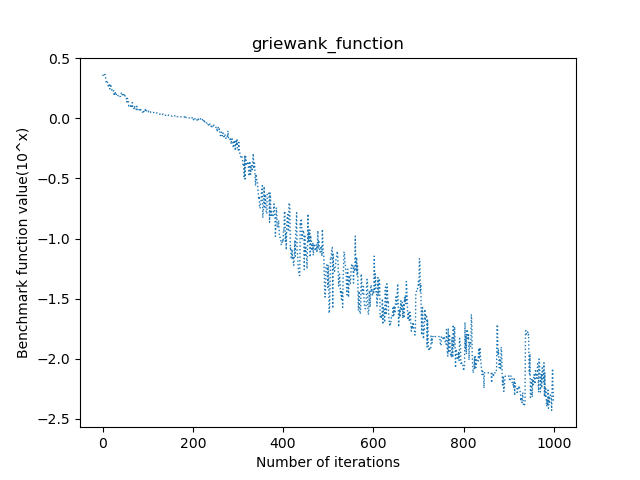 griewank_function
Benchmark function value(10^x)
0.5
0.0
−0.5
−1.0
−1.5
−2.0
−2.5
0 200 400 600 800 1000
Number of iterations